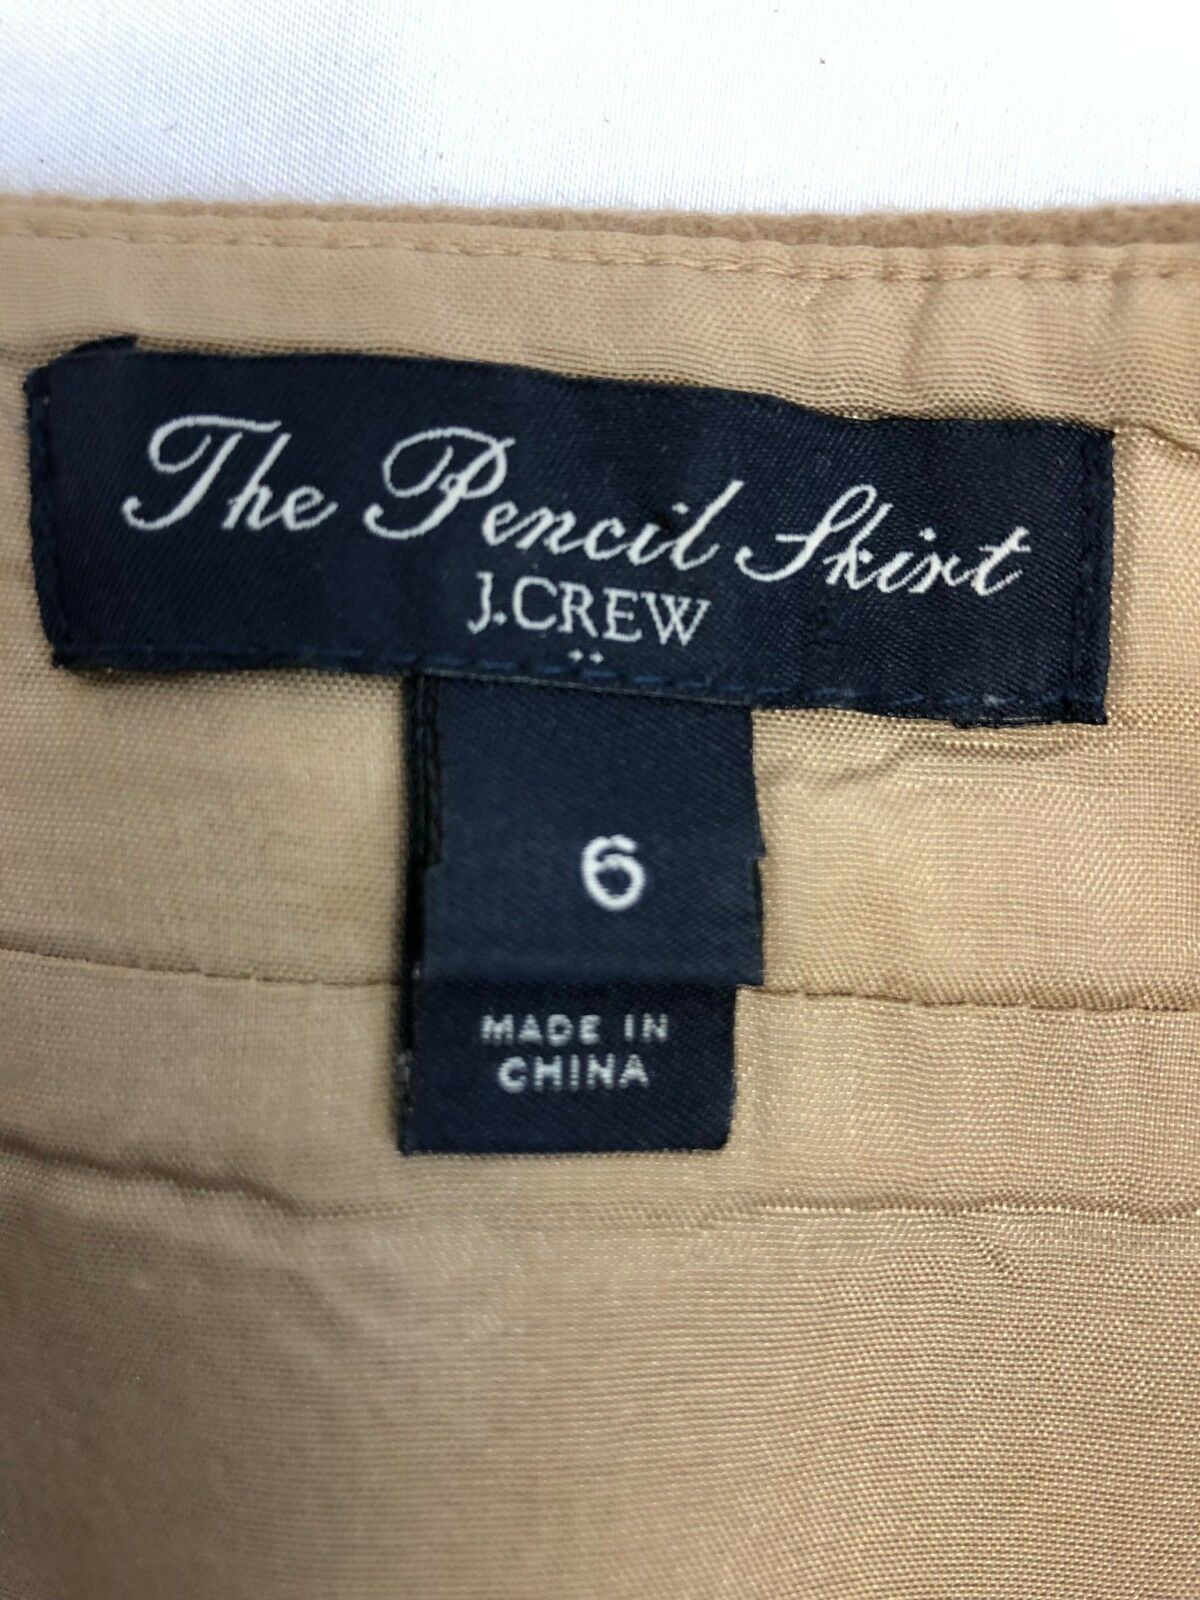 The Pencil Skirt
J.CREW
6
MADE IN
CHINA